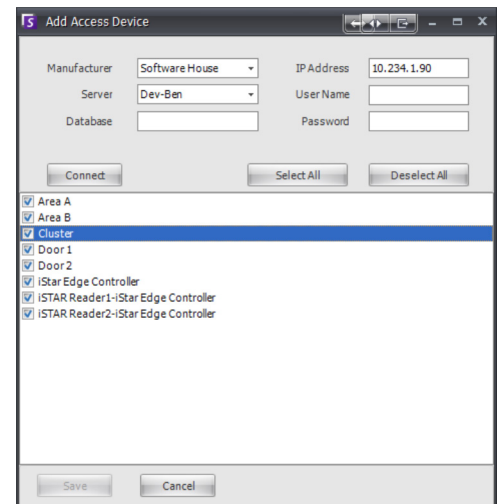 Add Access Device
Manufacturer Software House IP Address 10.234.1.90
Server Dev-Ben User Name
Database Password
Connect Select All Deselect All
Area A
Area B
Cluster
Door 1
Door 2
iStar Edge Controller
iSTAR Reader1-iStar Edge Controller
iSTAR Reader2-iStar Edge Controller
Save Cancel